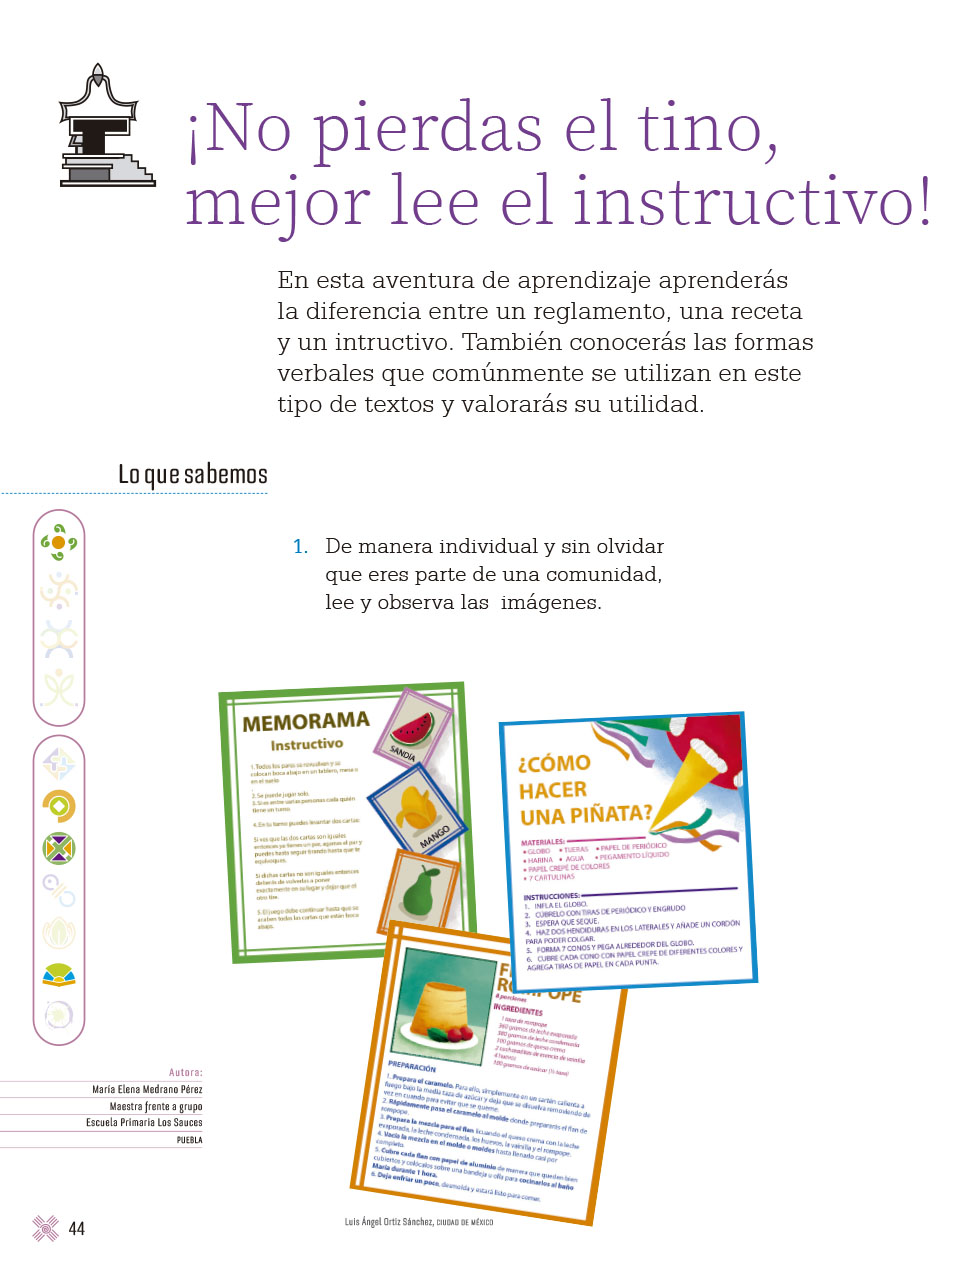 ¡No pierdas el tino,
mejor lee el instructivo!
En esta aventura de aprendizaje aprenderás
la diferencia entre un reglamento, una receta
y un intructivo. También conocerás las formas
verbales que comúnmente se utilizan en este
tipo de textos y valorarás su utilidad.
Lo que sabemos
1. De manera individual y sin olvidar
que eres parte de una comunidad,
lee y observa las imágenes.
MEMORAMA
Instructivo
1. Todos los pares se revuelven y se
colocan boca abajo en un tablero, mesa o
en el suelo
2. Se puede jugar solo.
3. Si es entre varias personas cada quien
tiene un turno.
4. En tu turno puedes levantar dos cartas:
Si ves que las dos cartas son iguales
entonces ya tienes un par, aganas al par y
puedes hasta seguir tirando hasta que te
equivoques.
Si dichas cartas no son iguales entonces
deberás de volverlas a poner
exactamente en su lugar y dejar que el
otro tire.
5. El juego debe continuar hasta que se
acaben todas las cartas que están boca
abajo.
SANDÍA
MANGO
¿CÓMO
HACER
UNA PIÑATA?
MATERIALES:
• GLOBO • TIJERAS • PAPEL DE PERIÓDICO
• HARINA • AGUA • PEGAMENTO LÍQUIDO
• PAPEL CREPÉ DE COLORES
• 7 CARTULINAS
INSTRUCCIONES:
1. INFLA EL GLOBO.
2. CÚBRELO CON TIRAS DE PERIÓDICO Y ENGRUDO
3. ESPERA QUE SEQUE.
4. HAZ DOS HENDIDURAS EN LOS LATERALES Y AÑADE UN CORDÓN
PARA PODER COLGAR.
5. FORMA 7 CONOS Y PEGA ALREDEDOR DEL GLOBO.
6. CUBRE CADA CONO CON PAPEL CREPE DE DIFERENTES COLORES Y
AGREGA TIRAS DE PAPEL EN CADA PUNTA.
8 porciones
INGREDIENTES
1 taza de rompope
360 gramos de leche evaporada
380 gramos de leche condensada
100 gramos de queso crema
2 cucharaditas de esencia de vainilla
4 huevos
100 gramos de azúcar (½ taza)
PREPARACIÓN
1. Prepara el caramelo. Para ello, simplemente en un sartén calienta a
fuego bajo la media taza de azúcar y deja que se disuelva removiendo de
vez en cuando para evitar que se queme.
2. Rápidamente pasa el caramelo al molde donde prepararás el flan de
rompope.
3. Prepara la mezcla para el flan licuando el queso crema con la leche
evaporada, la leche condensada, los huevos, la vainilla y el rompope.
4. Vacía la mezcla en el molde o moldes hasta llenarlo casi por
completo.
5. Cubre cada flan con papel de aluminio de manera que queden bien
cubiertos y colócalos sobre una bandeja u olla para cocinarlos al baño
María durante 1 hora.
6. Deja enfriar un poco, desmolda y estará listo para comer.
Autora:
María Elena Medrano Pérez
Maestra frente a grupo
Escuela Primaria Los Sauces
PUEBLA
Luis Ángel Ortiz Sánchez, CIUDAD DE MÉXICO
44